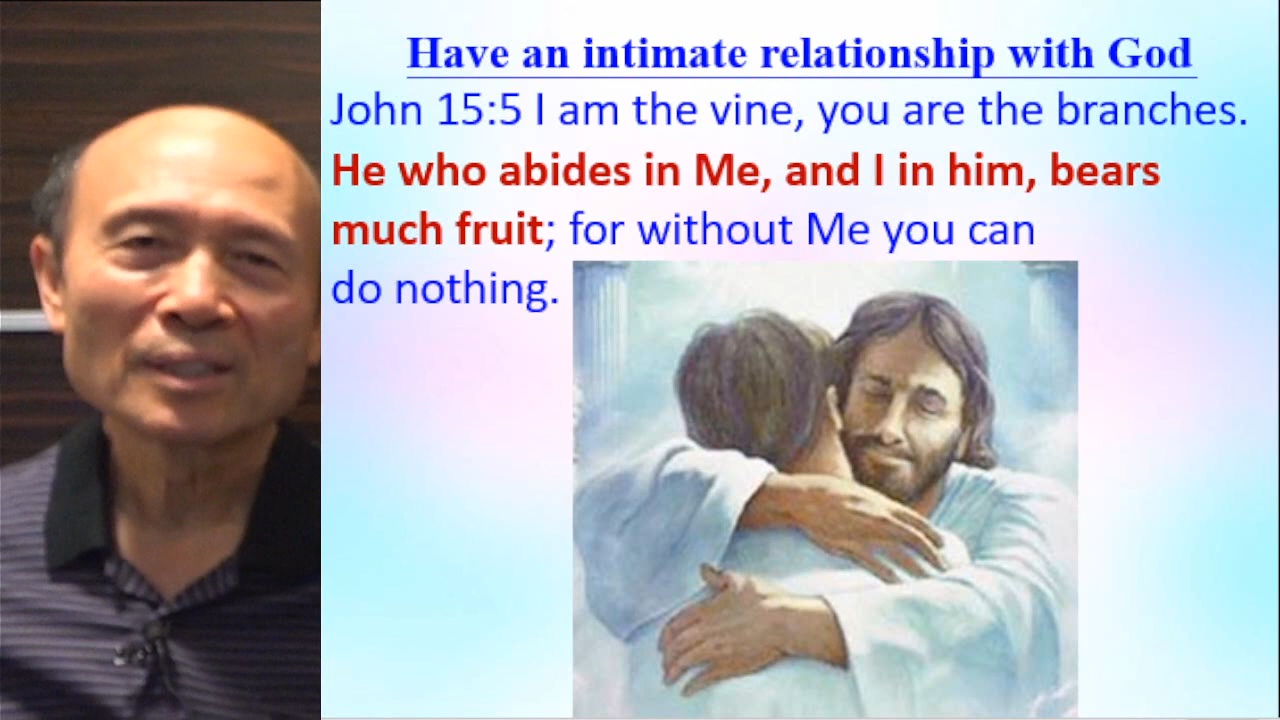 Have an intimate relationship with God
John 15:5 I am the vine, you are the branches.
He who abides in Me, and I in him, bears
much fruit; for without Me you can
do nothing.